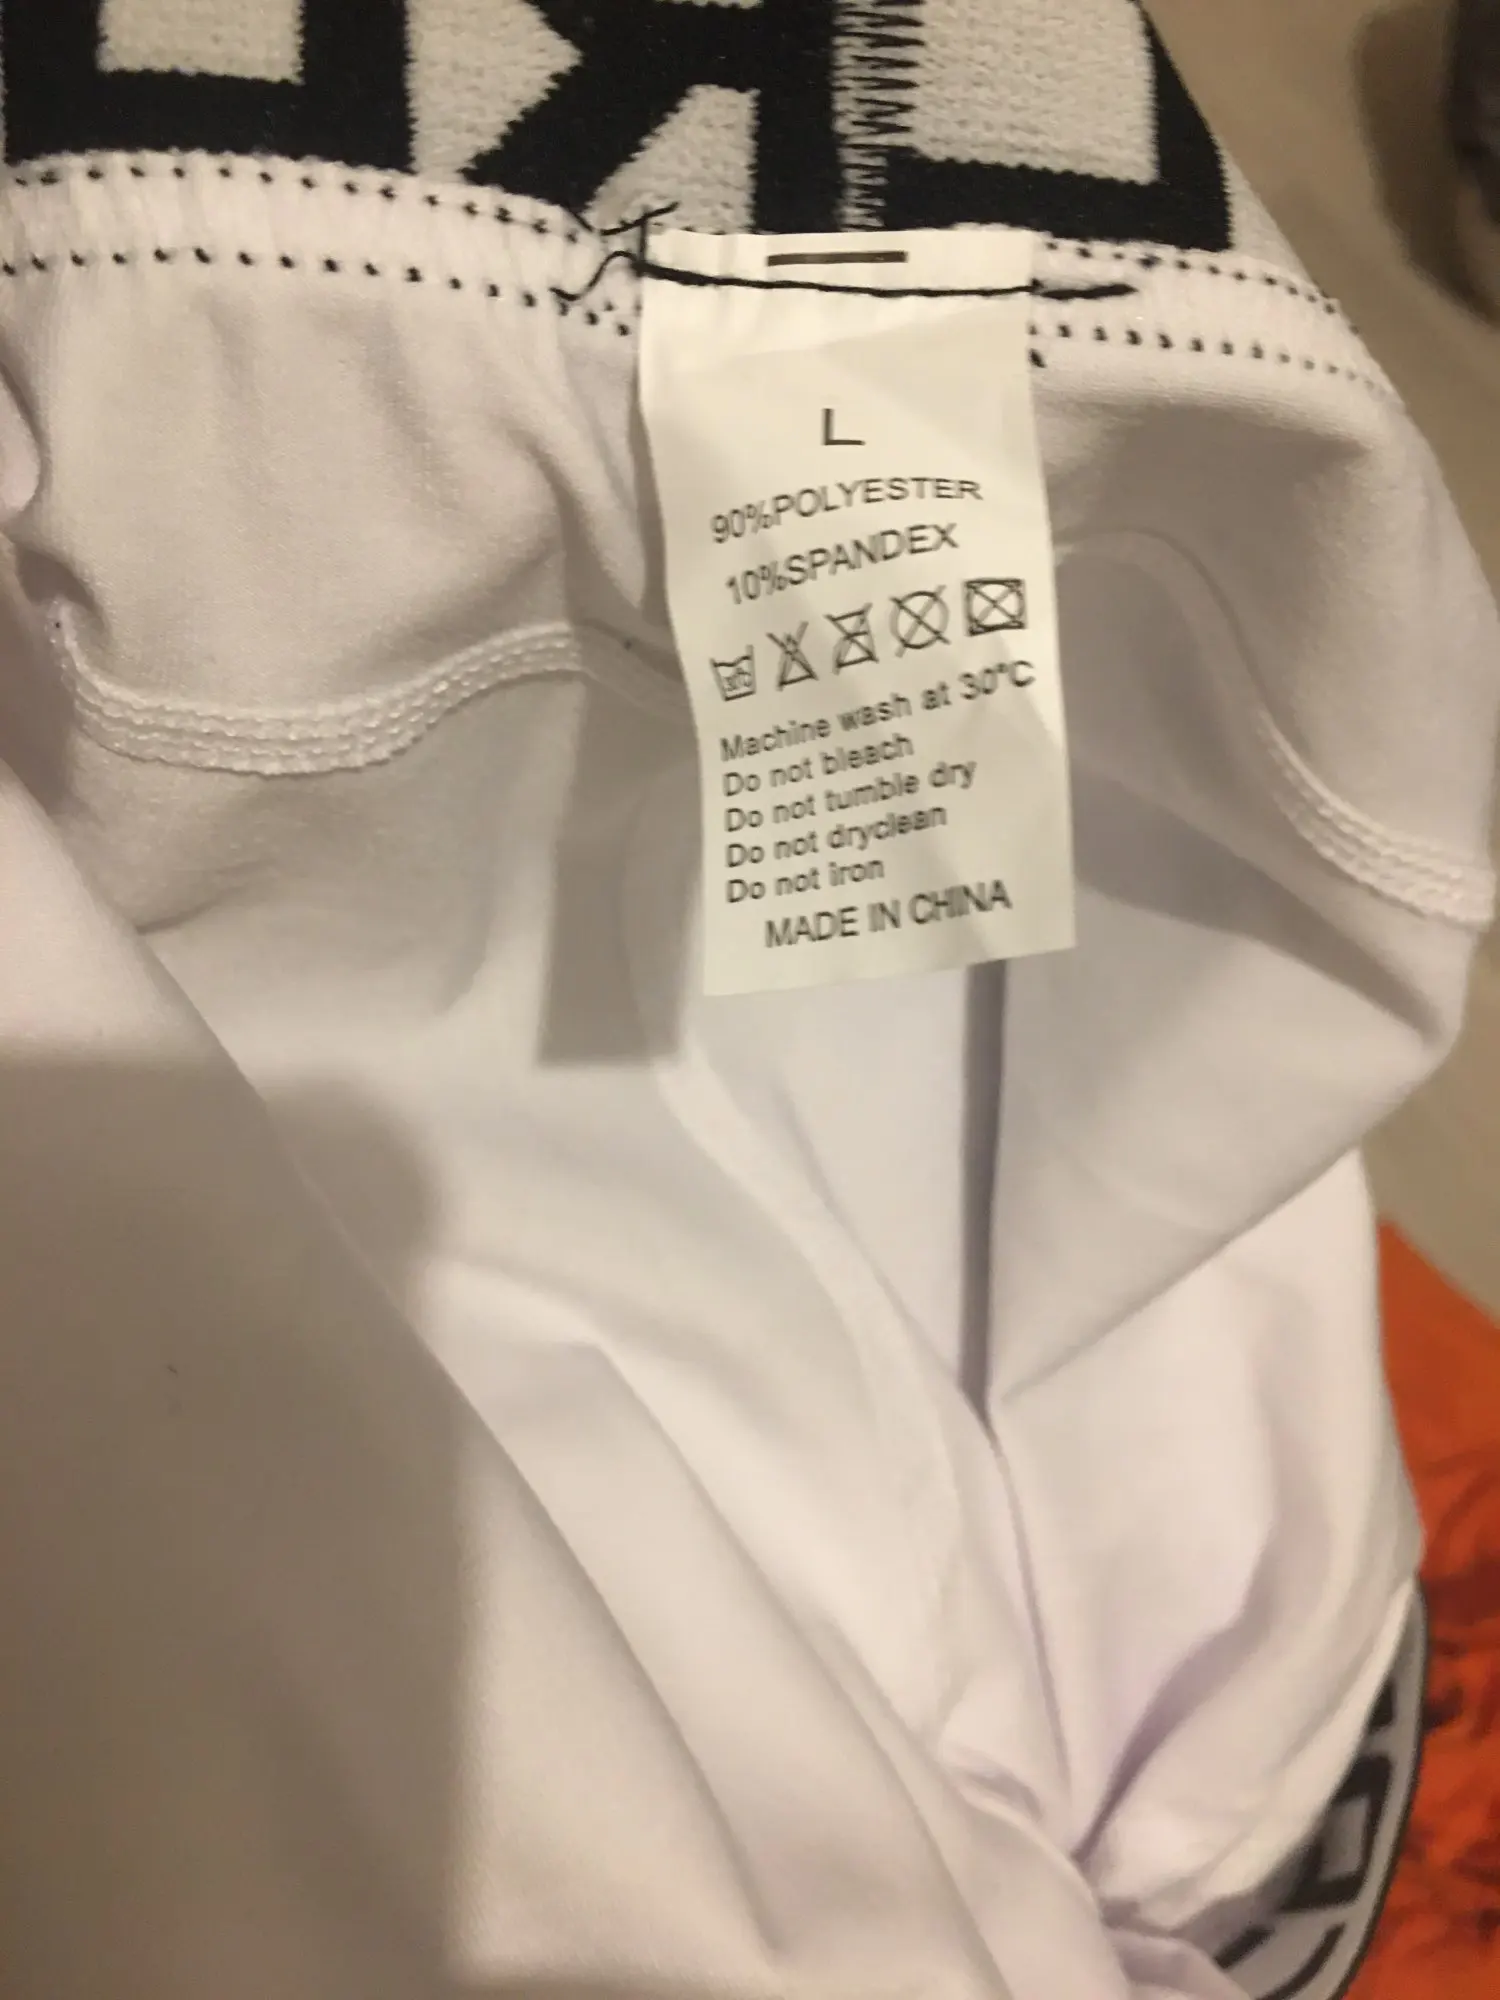 L
90%POLYESTER
10%SPANDEX
30°
Machine wash at 30°C
Do not bleach
Do not tumble dry
Do not dryclean
Do not iron
MADE IN CHINA